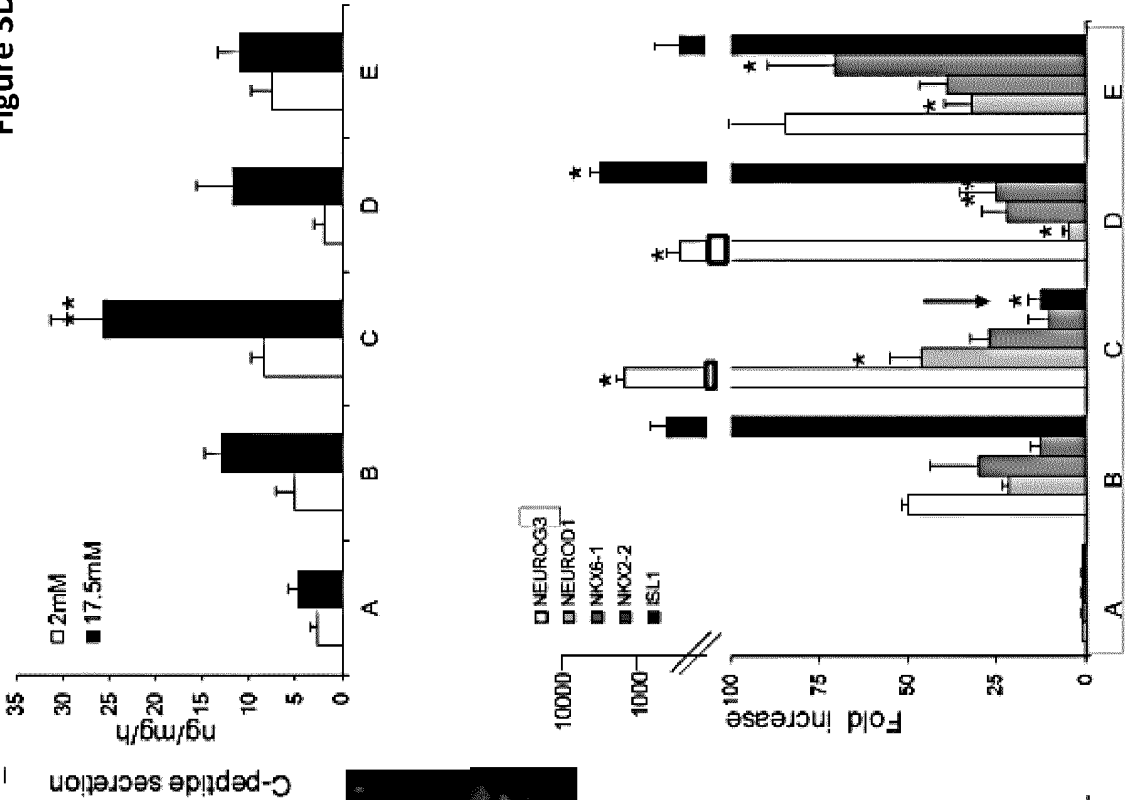 Figure 3D
C-peptide secretion
ng/mg/h
35
30
25
20
15
10
5
0
2mM
17.5mM
**
A
B
C
D
E
Fold increase
10000
1000
100
75
50
25
0
NEUROG3
NEUROD1
NKX6-1
NKX2-2
ISL1
*
*
*
*
*
*
*
*
*
A
B
C
D
E